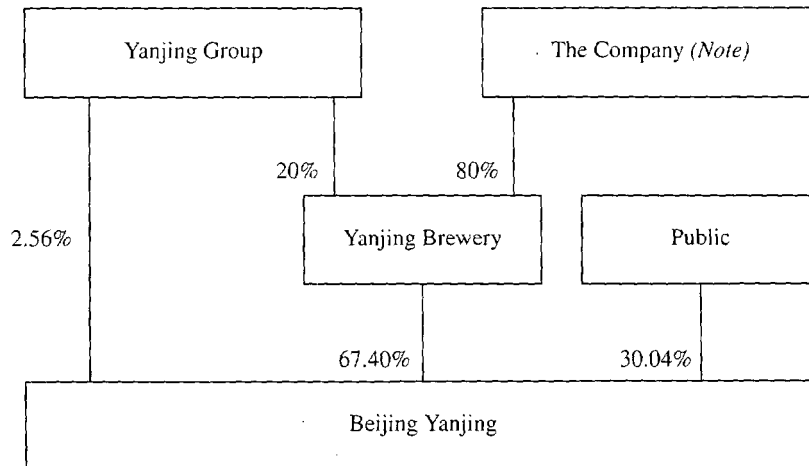 Yanjing Group
The Company (Note)
20%
80%
2.56%
Yanjing Brewery
Public
67.40%
30.04%
Beijing Yanjing